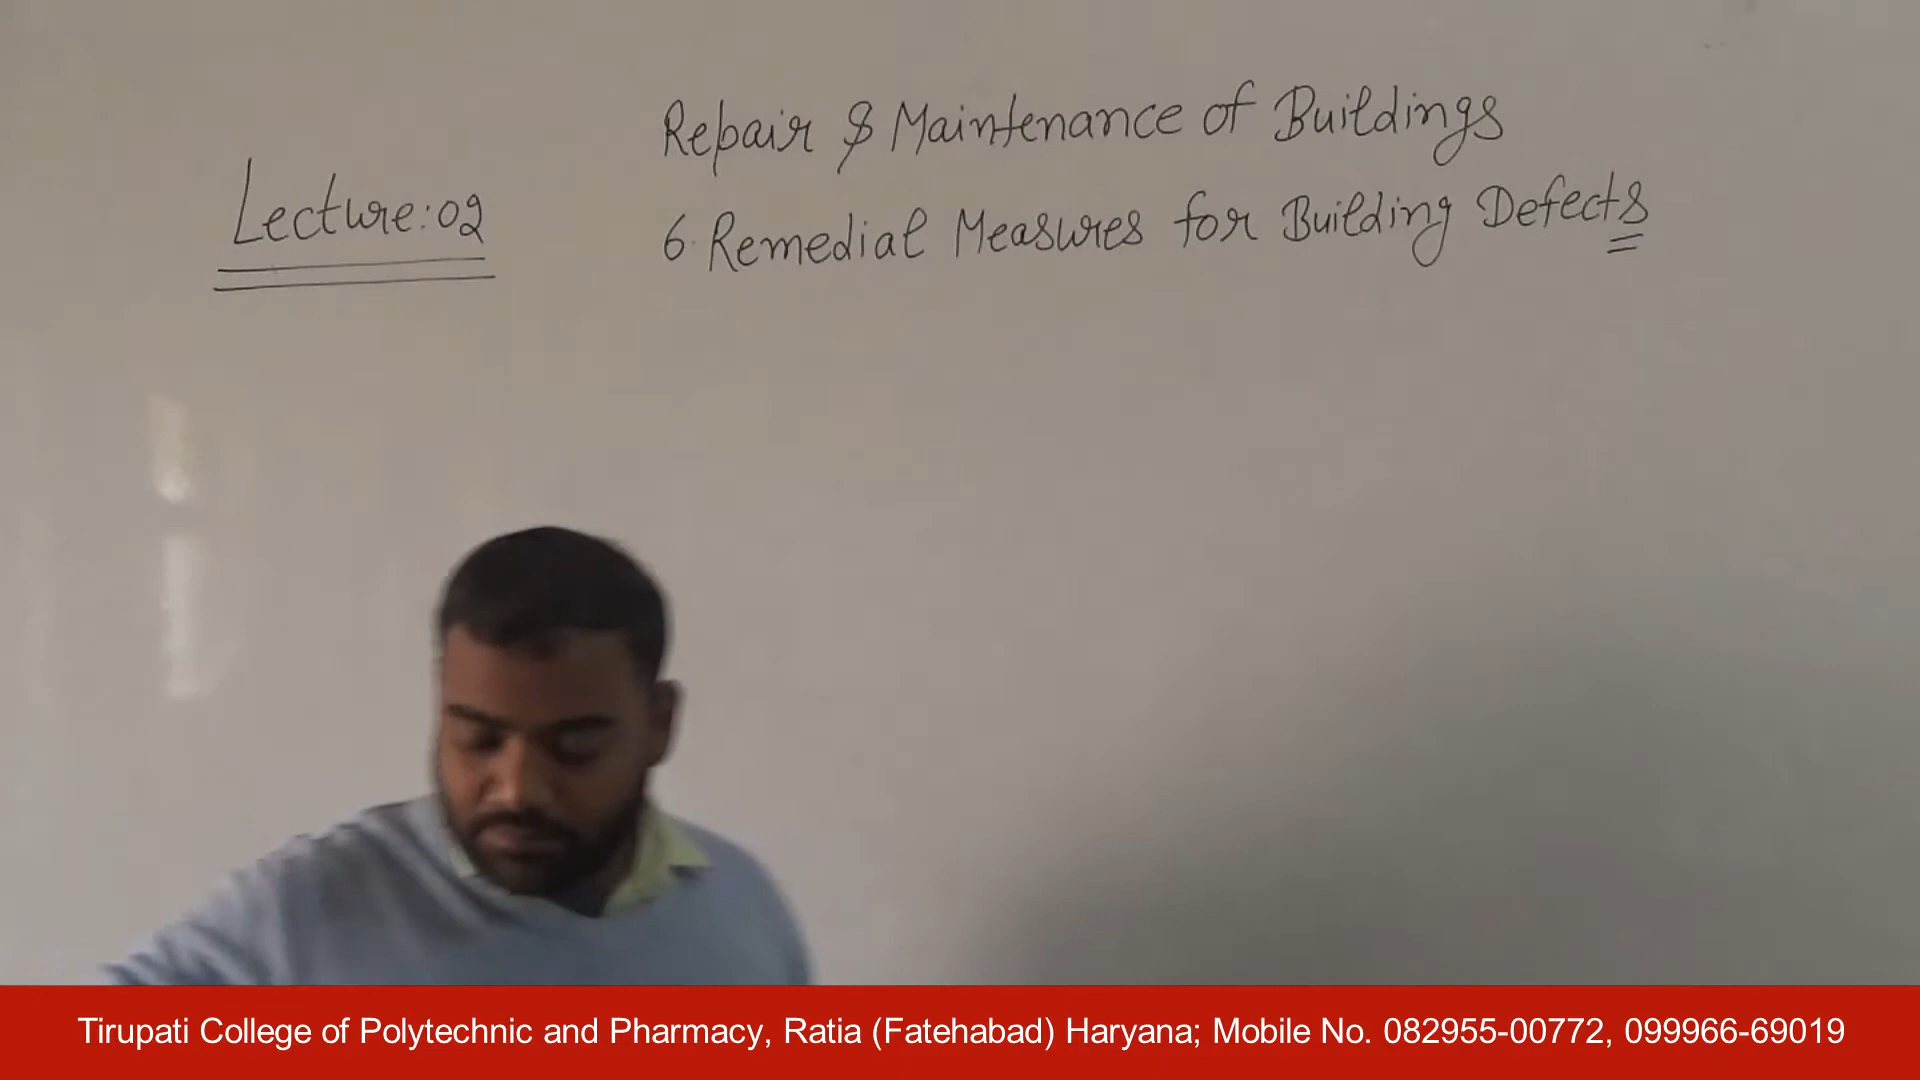 Repair & Maintenance of Buildings
Lecture:02
6. Remedial Measures for Building Defects
Tirupati College of Polytechnic and Pharmacy, Ratia (Fatehabad) Haryana; Mobile No. 082955-00772, 099966-69019